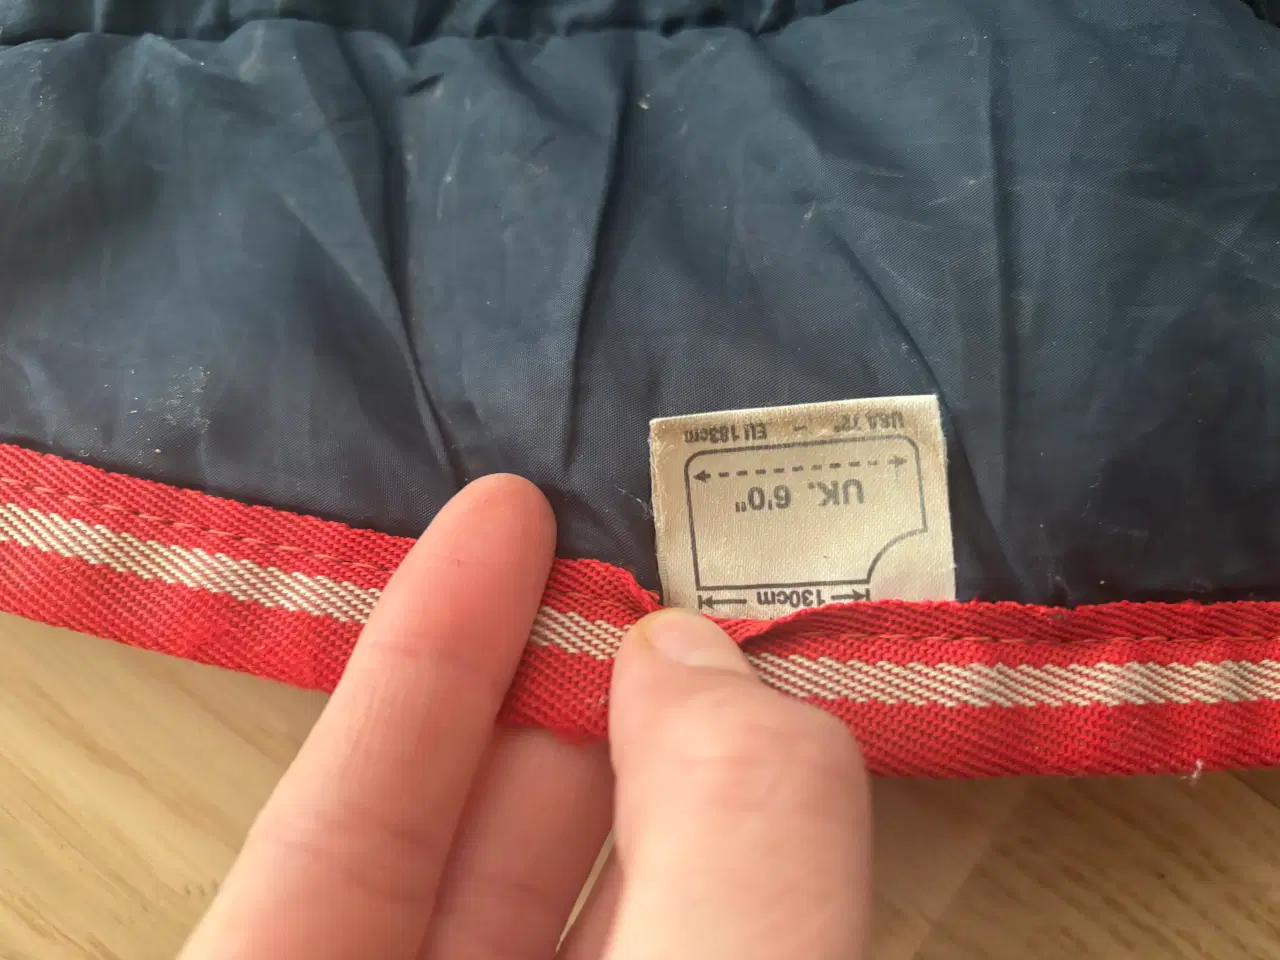 130cm
UK. 6'0"
USA 72" - EU 183cm